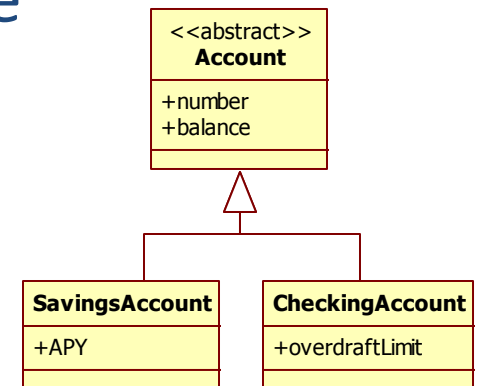 <<abstract>>
Account
+number
+balance
SavingsAccount
+APY
CheckingAccount
+overdraftLimit